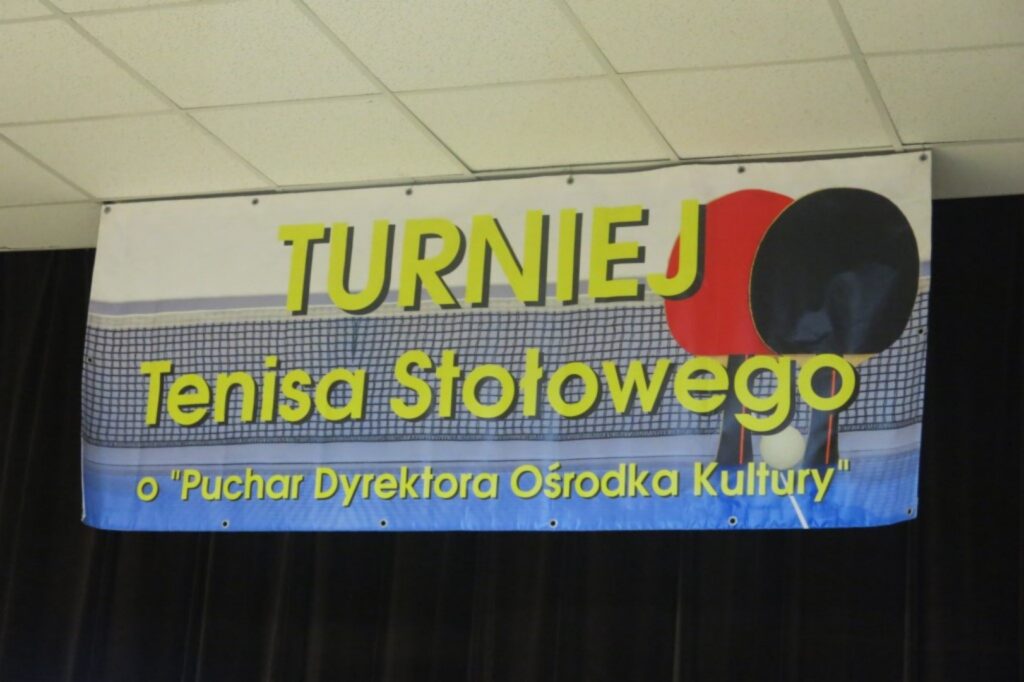 TURNIEJ
Tenisa Stołowego
o "Puchar Dyrektora Ośrodka Kultury"